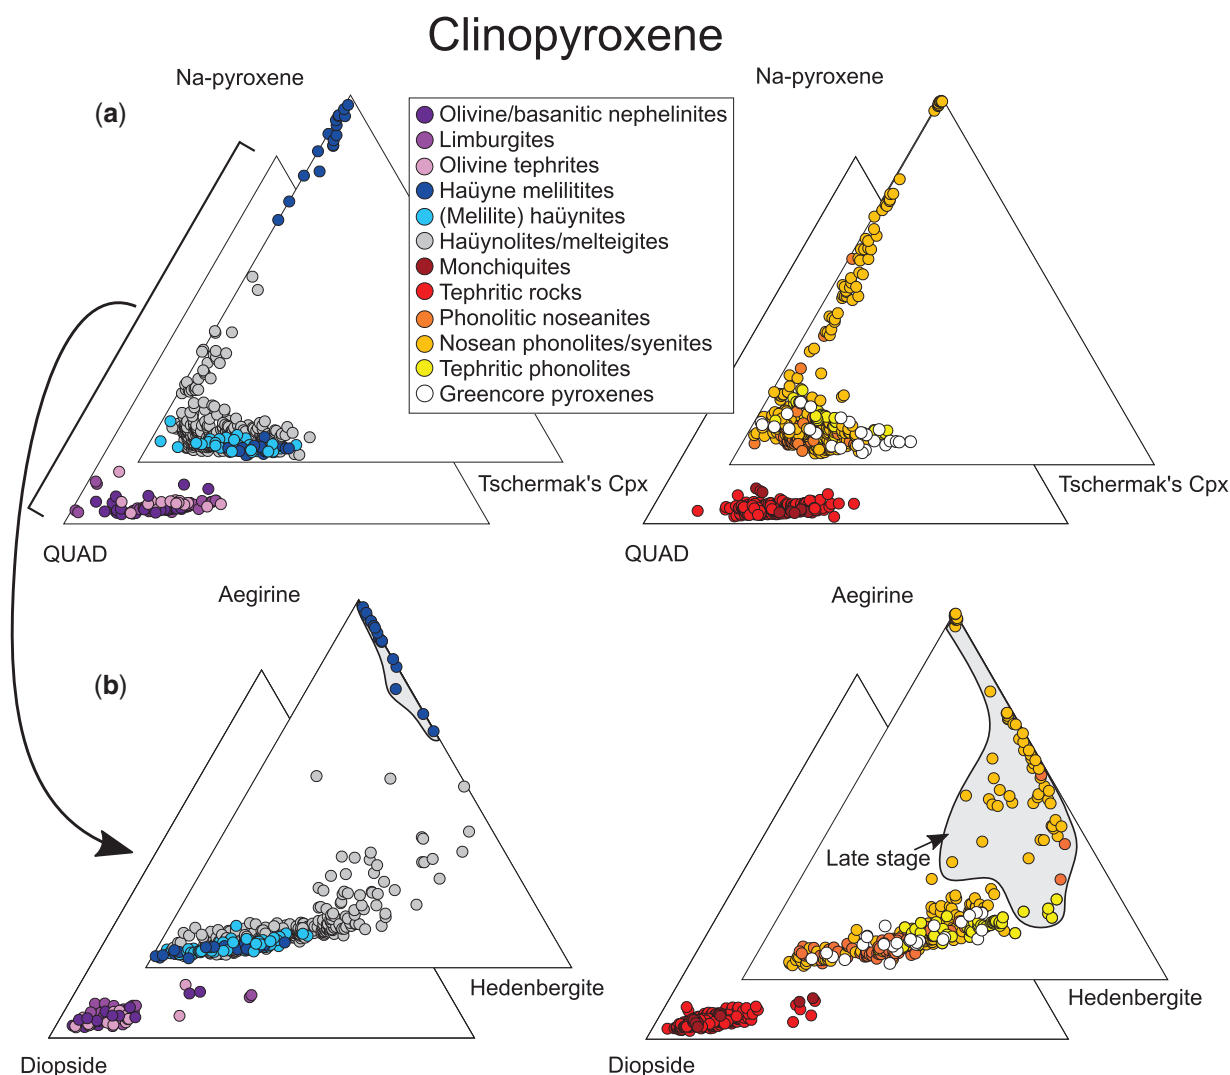 Clinopyroxene
Na-pyroxene
Na-pyroxene
(a)
Olivine/basanitic nephelinites
Limburgites
Olivine tephrites
Haüyne melilitites
(Melilite) haüynites
Haüynolites/melteigites
Monchiquites
Tephritic rocks
Phonolitic noseanites
Nosean phonolites/syenites
Tephritic phonolites
Greencore pyroxenes
Tschermak's Cpx
Tschermak's Cpx
QUAD
QUAD
Aegirine
Aegirine
(b)
Late stage
Hedenbergite
Hedenbergite
Diopside
Diopside